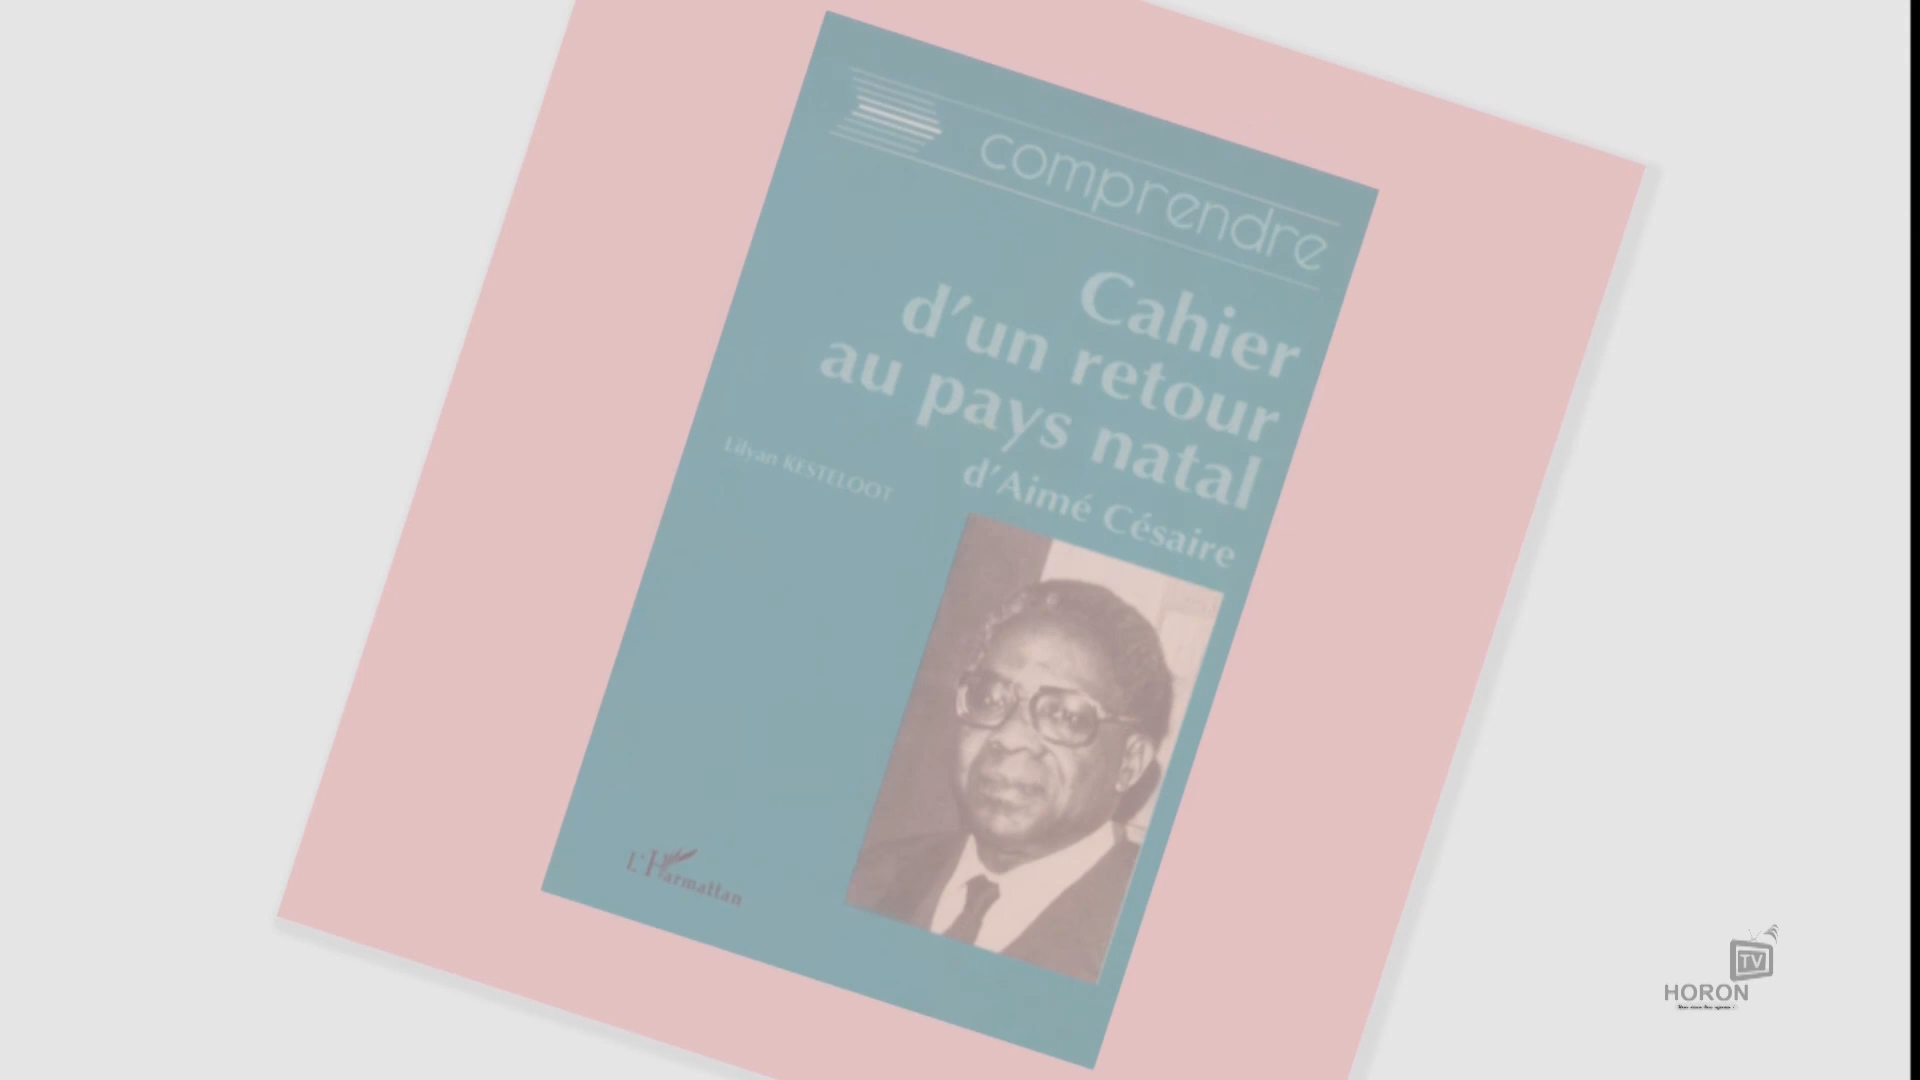 comprendre
Cahier
d'un retour
au pays natal
d'Aimé Césaire
Lilyan KESTELOOT
L'Harmattan
TV
HORON